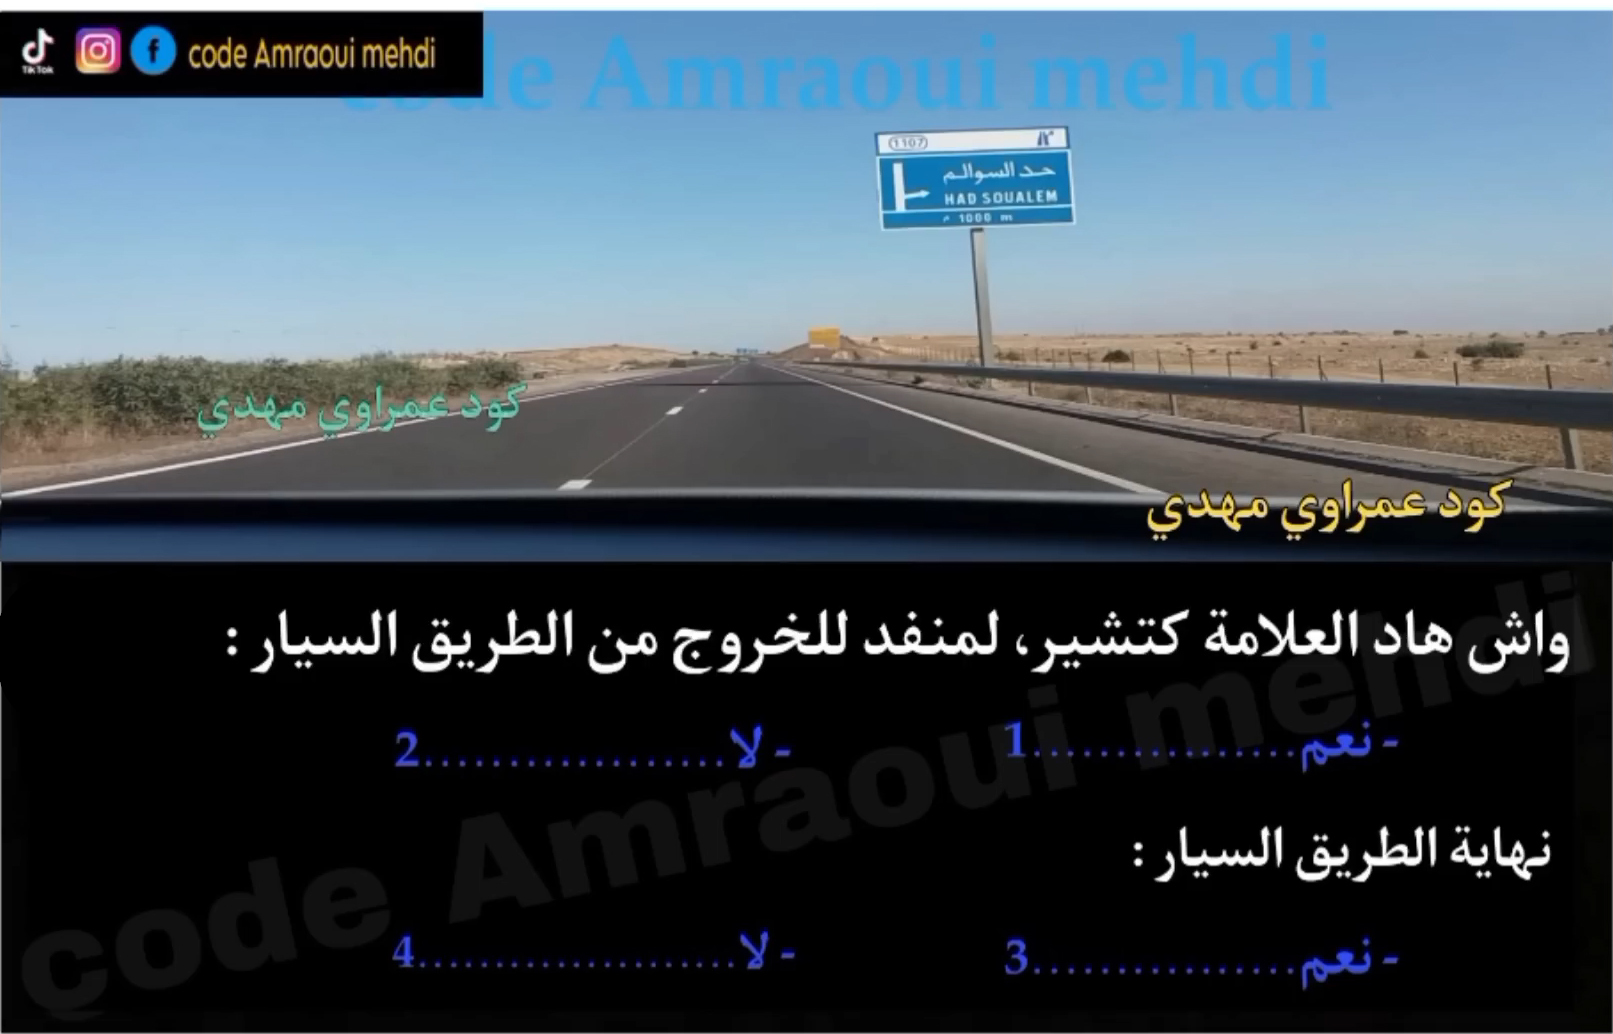 TikTok
code Amraoui mehdi
code Amraoui mehdi
1107
حد السوالم
HAD SOUALEM
1000 m م
كود عمراوي مهدي
كود عمراوي مهدي
واش هاد العلامة كتشير، لمنفد للخروج من الطريق السيار :
- نعم................1
- لا..................2
نهاية الطريق السيار :
- نعم................3
- لا...................4
code Amraoui mehdi